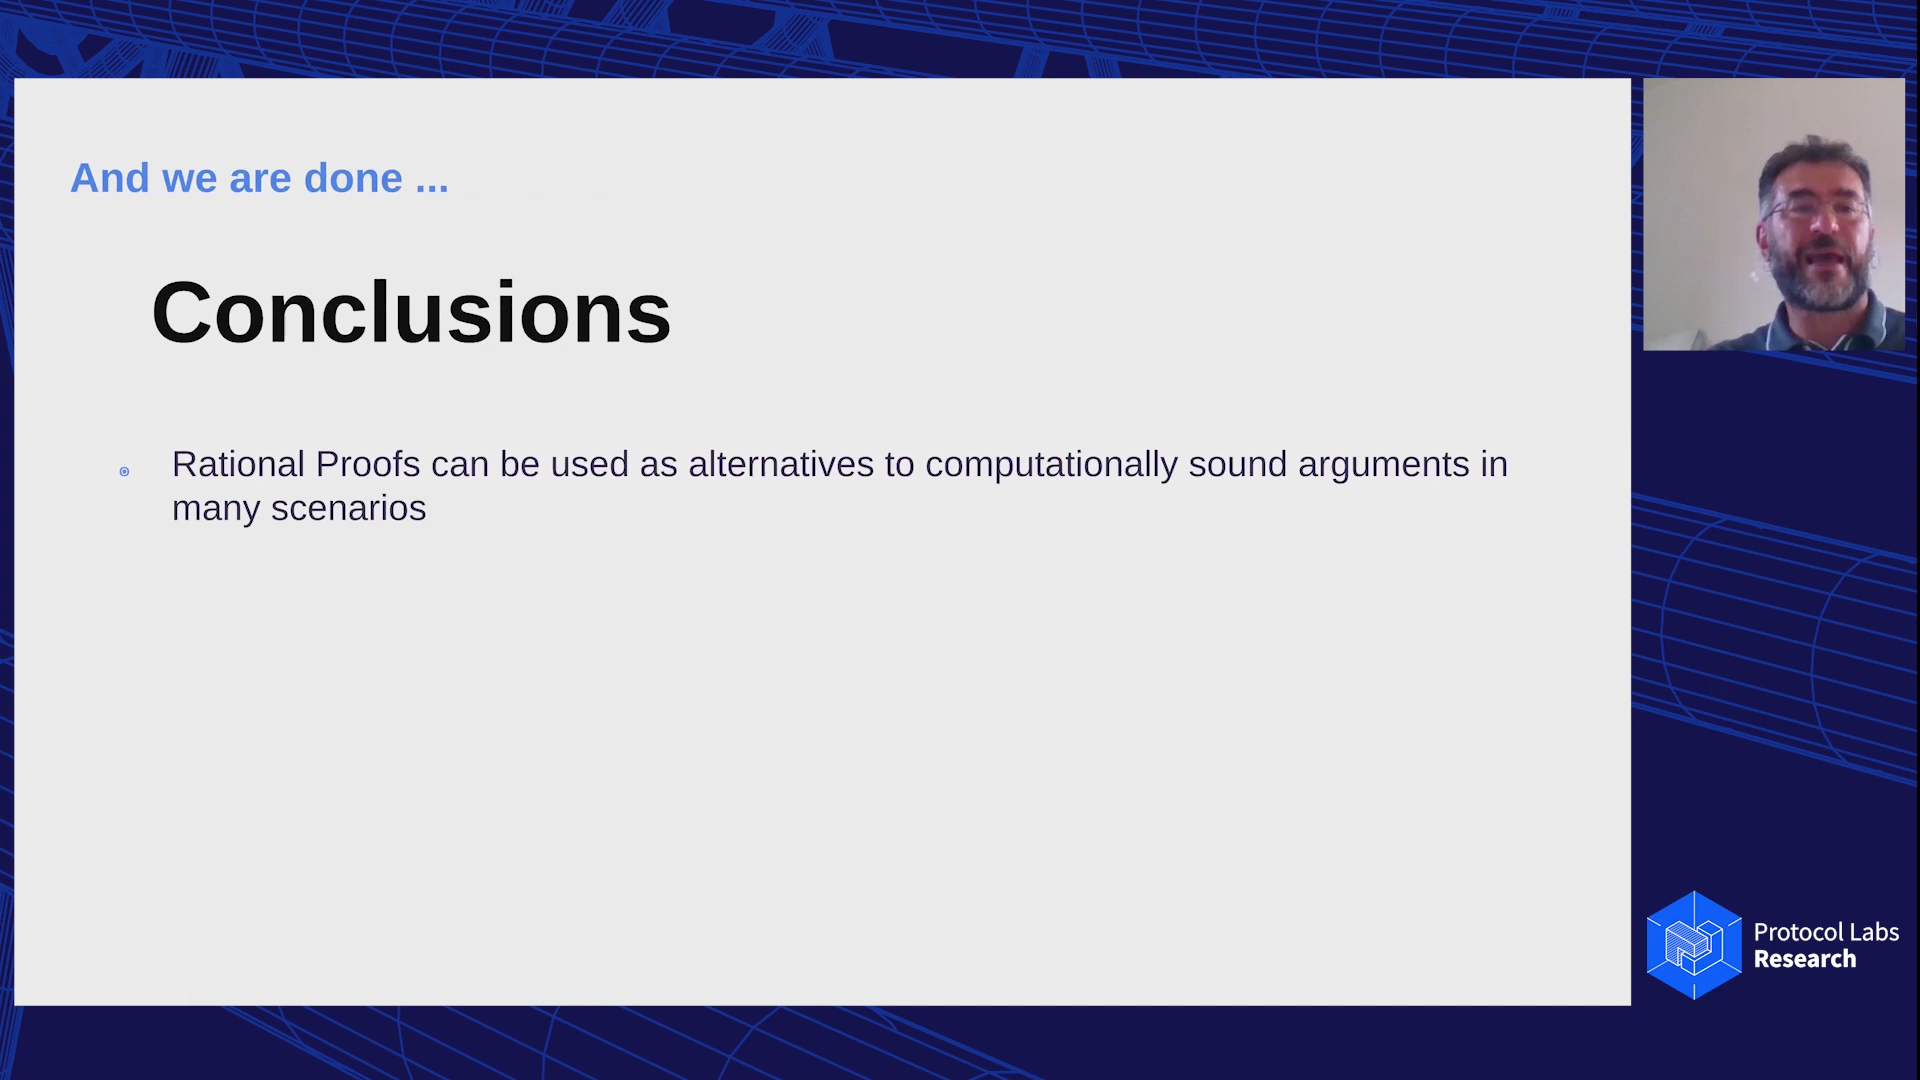 And we are done ...
Conclusions
Rational Proofs can be used as alternatives to computationally sound arguments in
many scenarios
Protocol Labs
Research